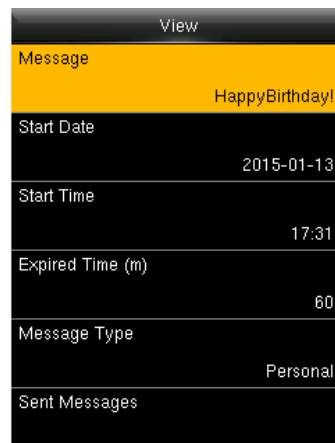 View
Message
HappyBirthday!
Start Date
2015-01-13
Start Time
17:31
Expired Time (m)
60
Message Type
Personal
Sent Messages